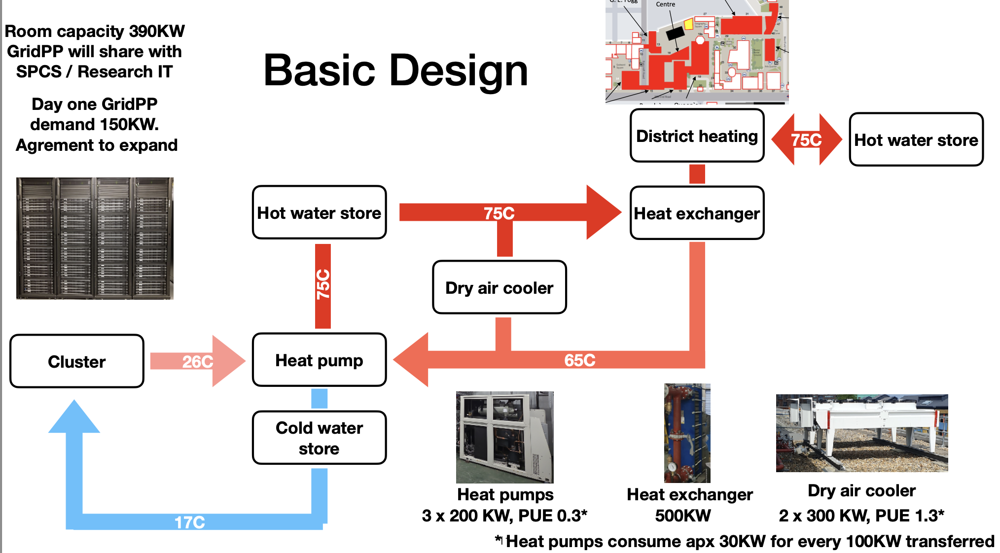 Room capacity 390KW
GridPP will share with
SPCS / Research IT
Day one GridPP
demand 150KW.
Agrement to expand
Basic Design
Centre
District heating
75C
Hot water store
Hot water store
75C
Heat exchanger
75C
Dry air cooler
Cluster
26C
Heat pump
65C
Cold water
store
17C
Heat pumps
3 x 200 KW, PUE 0.3*
Heat exchanger
500KW
Dry air cooler
2 x 300 KW, PUE 1.3*
* Heat pumps consume apx 30KW for every 100KW transferred